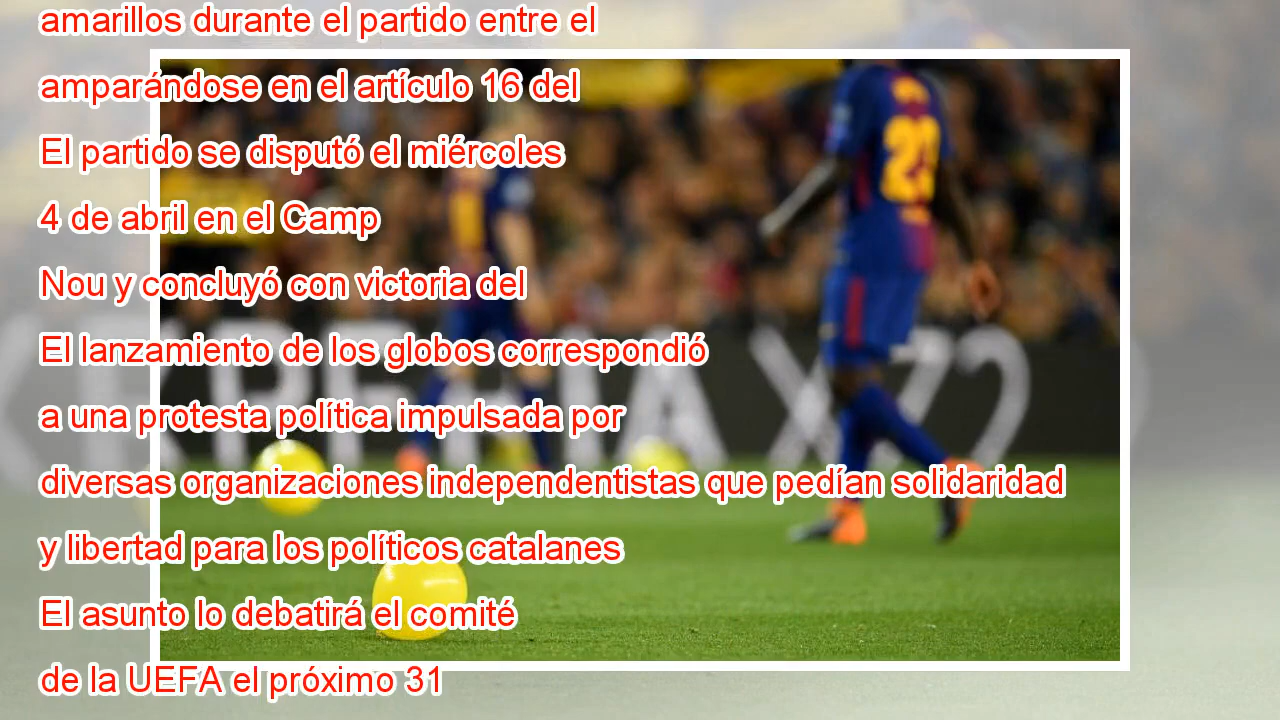 amarillos durante el partido entre el
amparándose en el artículo 16 del
El partido se disputó el miércoles
4 de abril en el Camp
Nou y concluyó con victoria del
El lanzamiento de los globos correspondió
a una protesta política impulsada por
diversas organizaciones independentistas que pedían solidaridad
y libertad para los políticos catalanes
El asunto lo debatirá el comité
de la UEFA el próximo 31
XPERIA XZ2